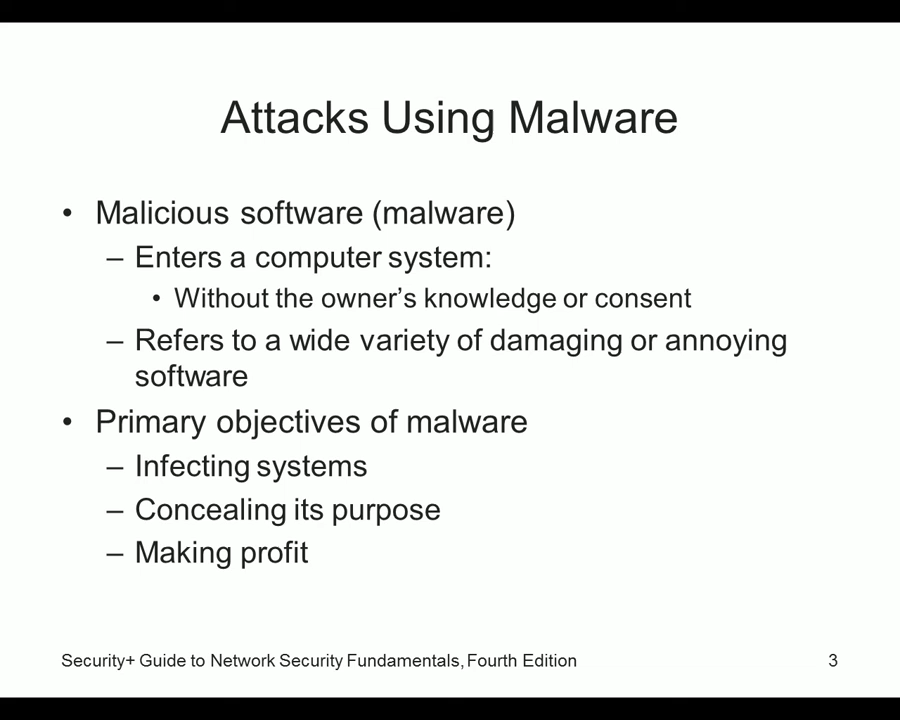 Attacks Using Malware
• Malicious software (malware)
– Enters a computer system:
• Without the owner’s knowledge or consent
– Refers to a wide variety of damaging or annoying
software
• Primary objectives of malware
– Infecting systems
– Concealing its purpose
– Making profit
Security+ Guide to Network Security Fundamentals, Fourth Edition 3